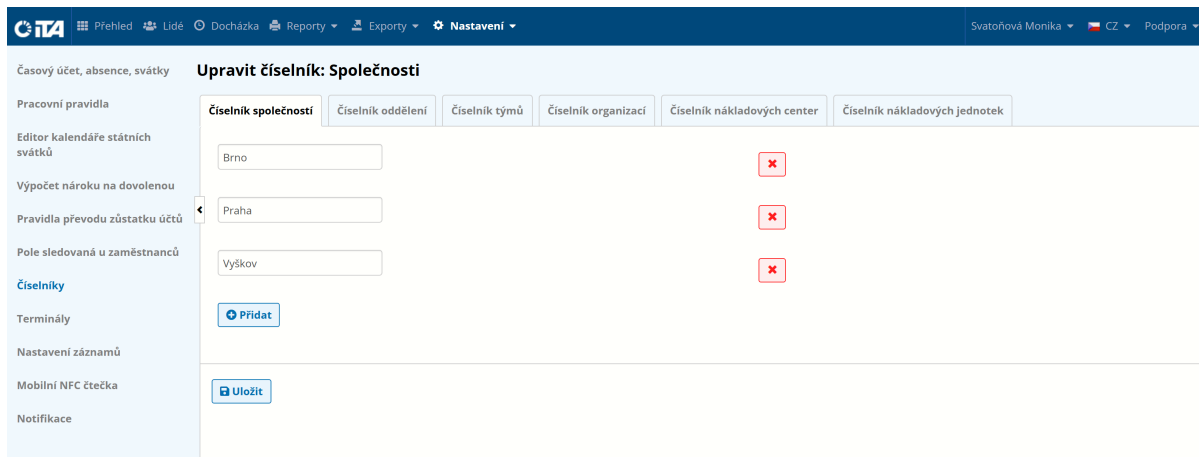 iTA Přehled Lidé Docházka Reporty Exporty Nastavení Svatoňová Monika CZ Podpora
Časový účet, absence, svátky
Pracovní pravidla
Editor kalendáře státních
svátků
Výpočet nároku na dovolenou
Pravidla převodu zůstatku účtů
Pole sledovaná u zaměstnanců
Číselníky
Terminály
Nastavení záznamů
Mobilní NFC čtečka
Notifikace
Upravit číselník: Společnosti
Číselník společností Číselník oddělení Číselník týmů Číselník organizací Číselník nákladových center Číselník nákladových jednotek
Brno
Praha
Vyškov
Přidat
Uložit